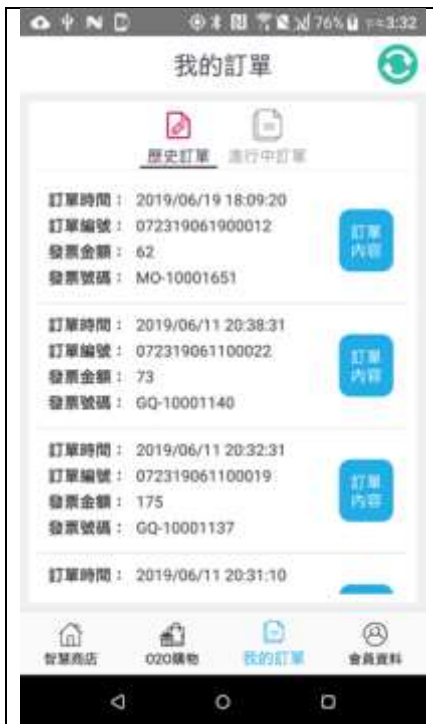 76% 下午3:32
我的訂單
歷史訂單 進行中訂單
訂單時間： 2019/06/19 18:09:20
訂單編號： 072319061900012
發票金額： 62
發票號碼： MO-10001651
訂單內容
訂單時間： 2019/06/11 20:38:31
訂單編號： 072319061100022
發票金額： 73
發票號碼： GQ-10001140
訂單內容
訂單時間： 2019/06/11 20:32:31
訂單編號： 072319061100019
發票金額： 175
發票號碼： GQ-10001137
訂單內容
訂單時間： 2019/06/11 20:31:10
智慧商店 O2O購物 我的訂單 會員資料